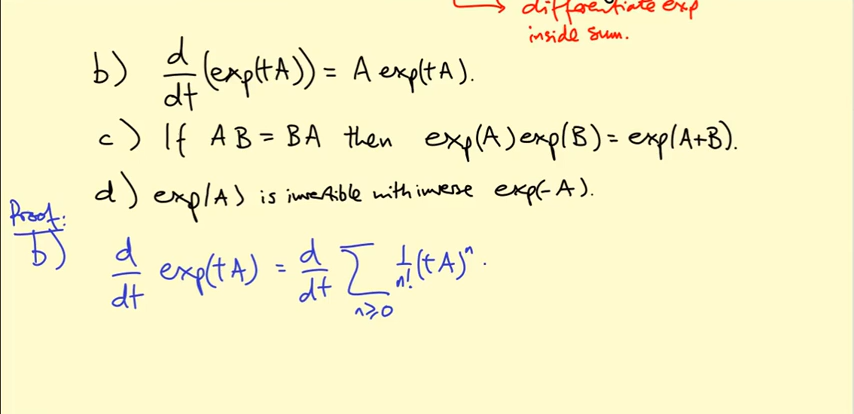 differentiate exp
inside sum.
b) d/dt (exp(tA)) = A exp(tA).
c) If AB = BA then exp(A) exp(B) = exp(A+B).
d) exp(A) is invertible with inverse exp(-A).
Proof:
b) d/dt exp(tA) = d/dt ∑_{n⩾0} 1/n! (tA)^n.